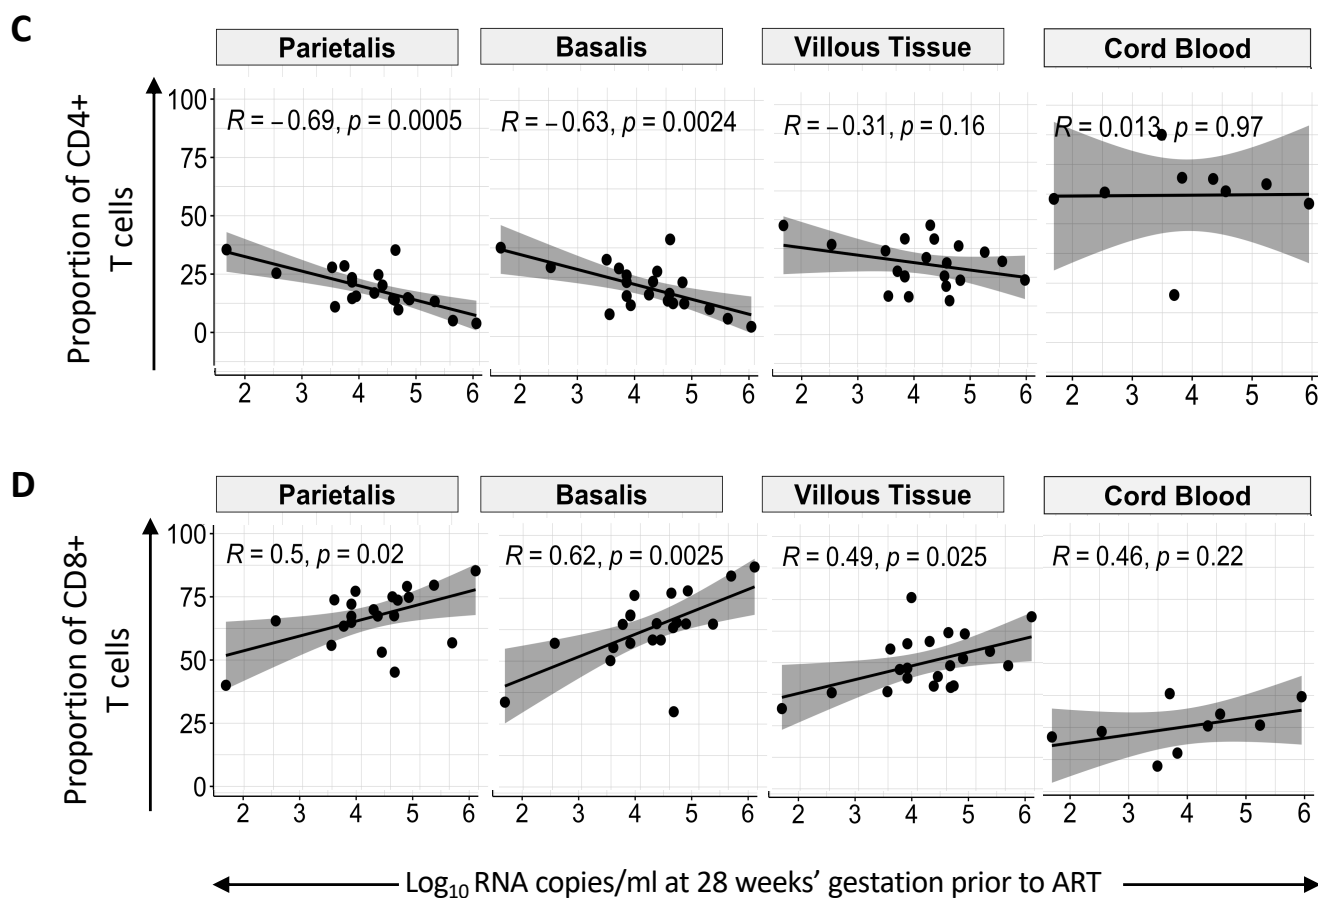 C
Parietalis Basalis Villous Tissue Cord Blood
Proportion of CD4+
T cells
100
75
50
25
0
R = −0.69, p = 0.0005 R = −0.63, p = 0.0024 R = −0.31, p = 0.16 R = 0.013, p = 0.97
2 3 4 5 6 2 3 4 5 6 2 3 4 5 6 2 3 4 5 6
D
Parietalis Basalis Villous Tissue Cord Blood
Proportion of CD8+
T cells
100
75
50
25
0
R = 0.5, p = 0.02 R = 0.62, p = 0.0025 R = 0.49, p = 0.025 R = 0.46, p = 0.22
2 3 4 5 6 2 3 4 5 6 2 3 4 5 6 2 3 4 5 6
Log₁₀ RNA copies/ml at 28 weeks’ gestation prior to ART